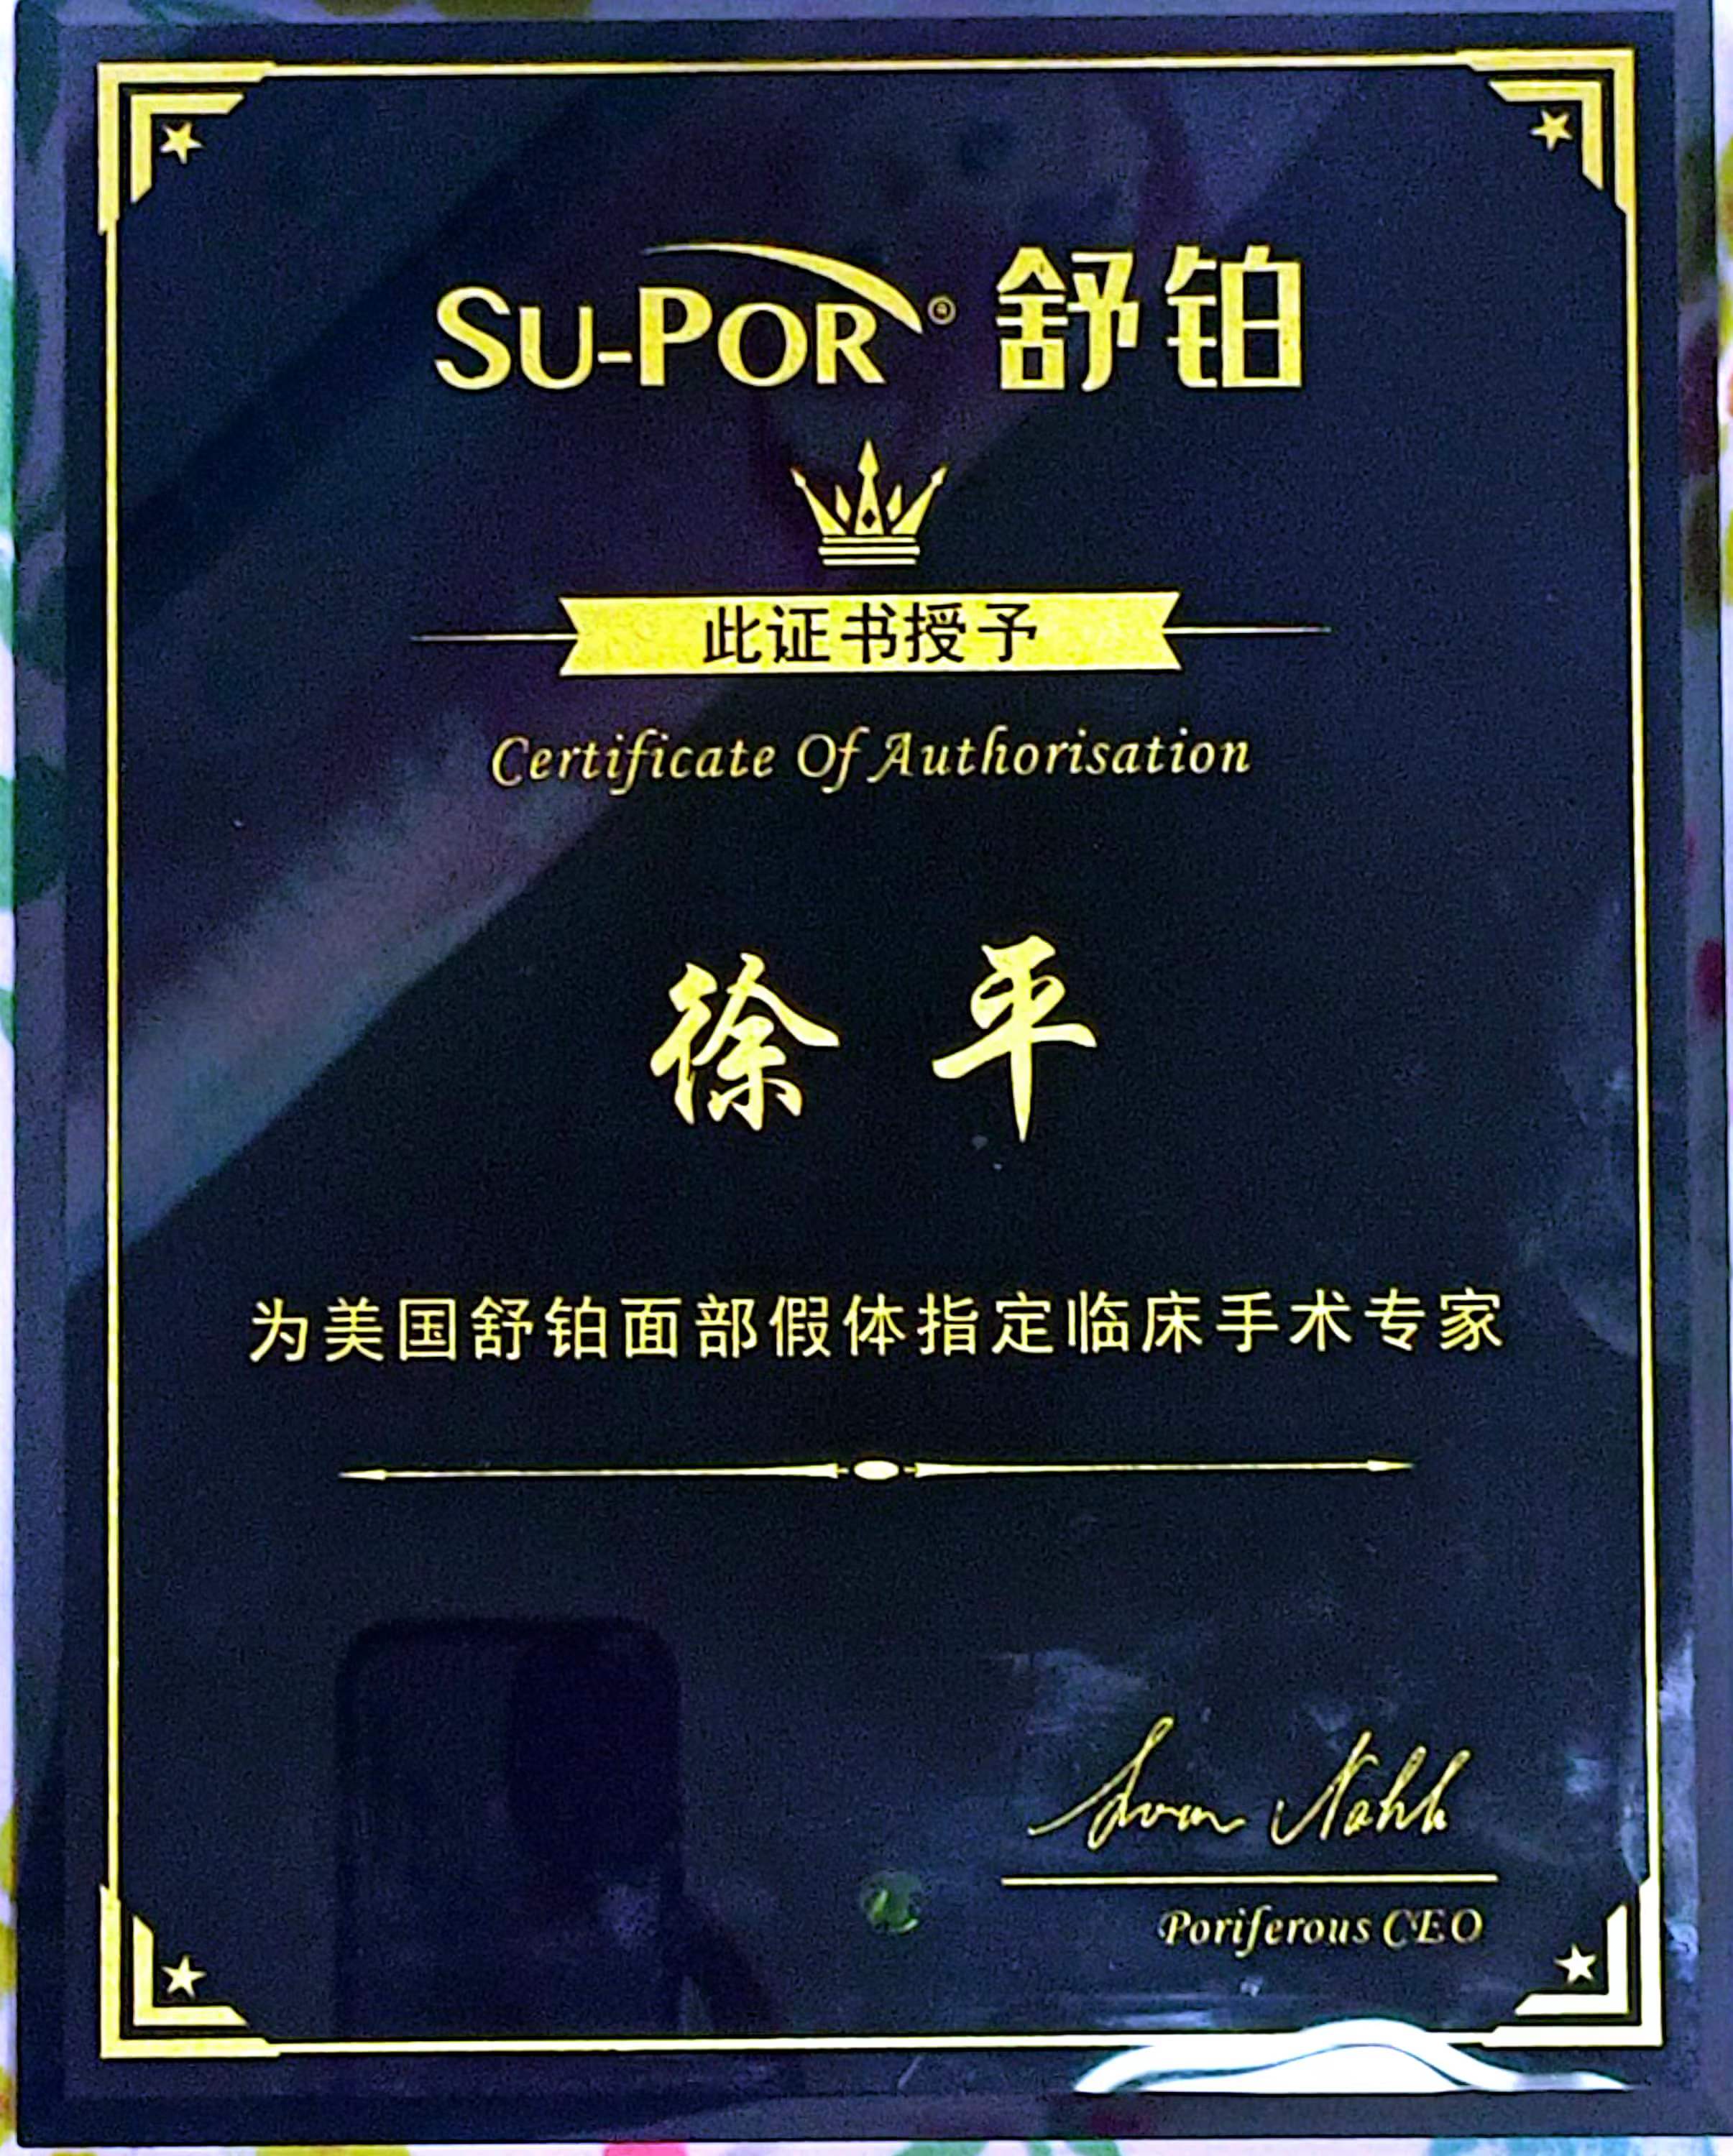 SU-POR® 舒铂
此证书授予
Certificate Of Authorisation
徐 平
为美国舒铂面部假体指定临床手术专家
Poriferous CEO